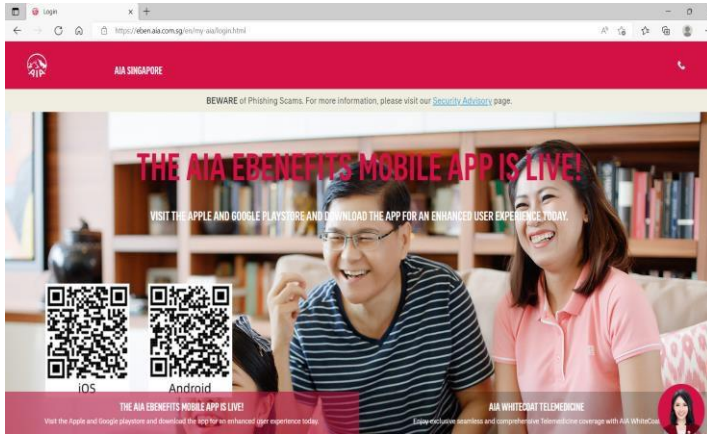 Login
https://eben.aia.com.sg/en/my-aia/login.html
AIA
AIA SINGAPORE
BEWARE of Phishing Scams. For more information, please visit our Security Advisory page.
THE AIA EBENEFITS MOBILE APP IS LIVE!
VISIT THE APPLE AND GOOGLE PLAYSTORE AND DOWNLOAD THE APP FOR AN ENHANCED USER EXPERIENCE TODAY.
iOS
Android
THE AIA EBENEFITS MOBILE APP IS LIVE!
Visit the Apple and Google playstore and download the app for an enhanced user experience today.
AIA WHITECOAT TELEMEDICINE
Enjoy exclusive seamless and comprehensive Telemedicine coverage with AIA WhiteCoa